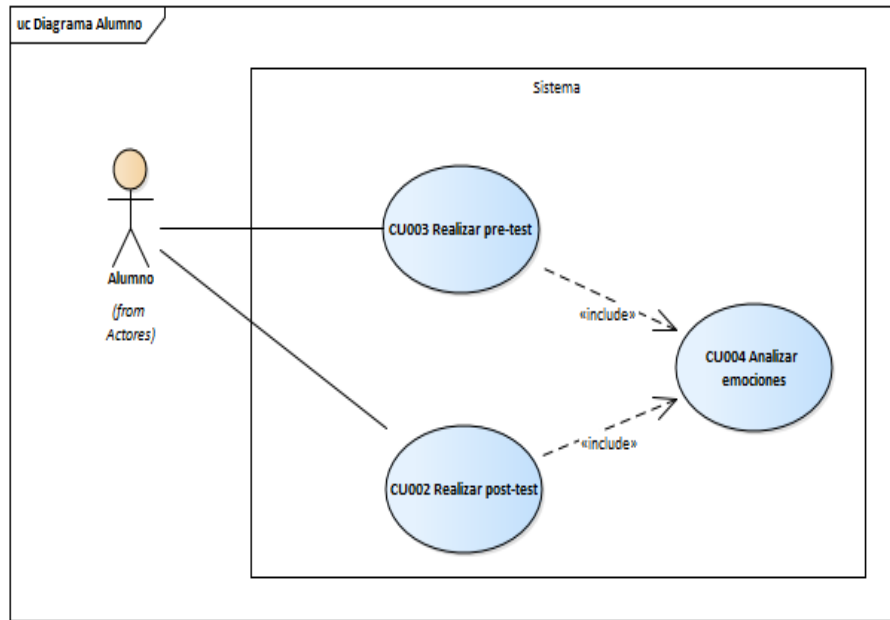 uc Diagrama Alumno
Sistema
CU003 Realizar pre-test
Alumno
(from
Actores)
«include»
CU004 Analizar
emociones
«include»
CU002 Realizar post-test